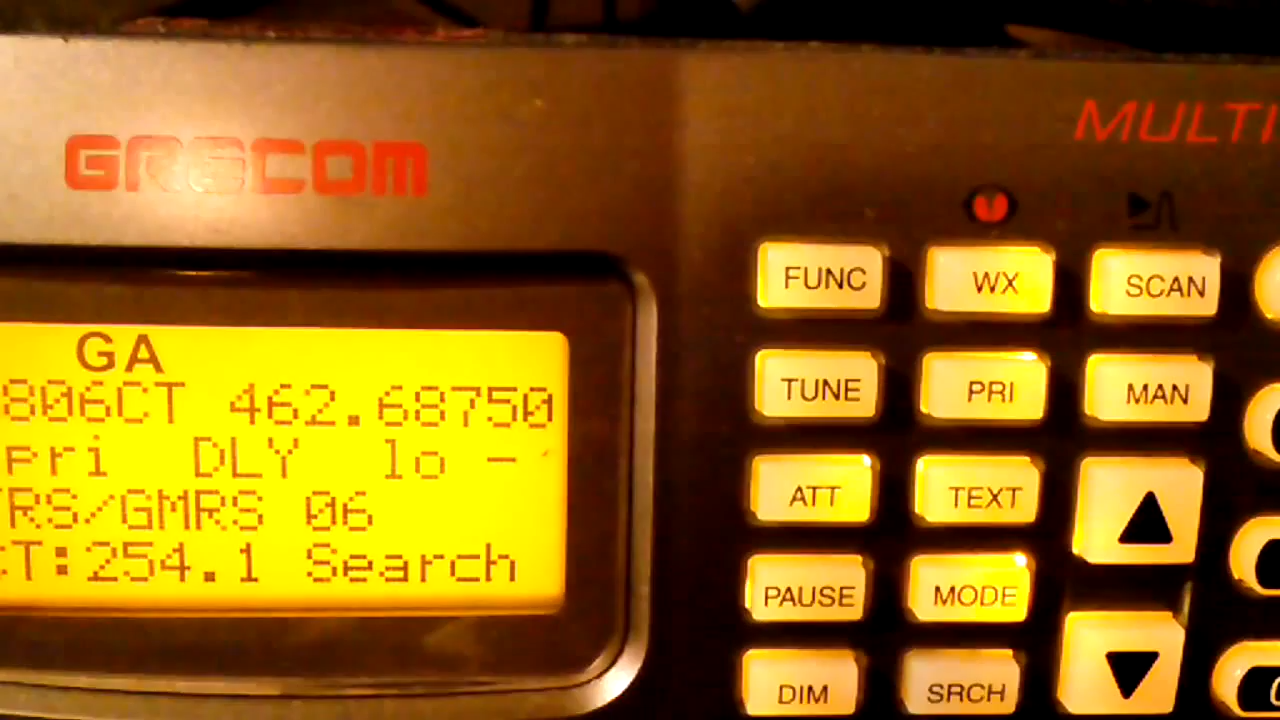 GRECOM
MULTI
GA
806CT 462.68750
pri DLY lo -
RS/GMRS 06
CT:254.1 Search
FUNC WX SCAN
TUNE PRI MAN
ATT TEXT
PAUSE MODE
DIM SRCH